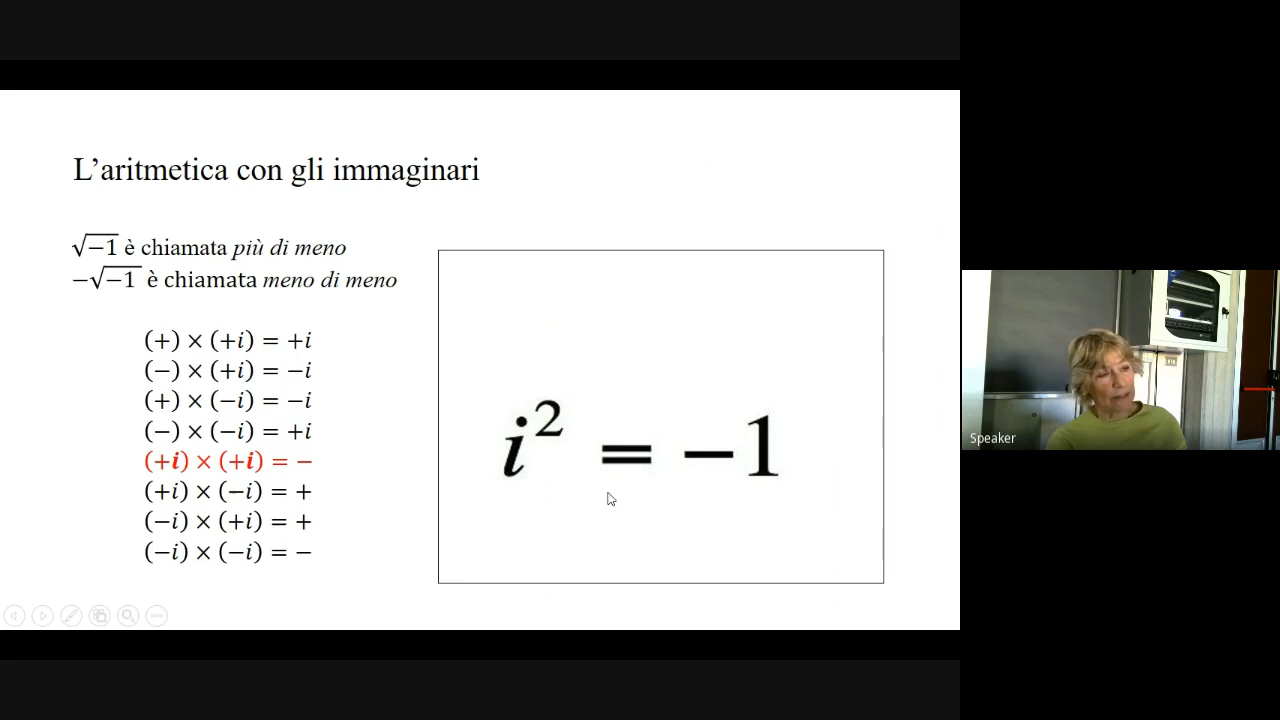 L’aritmetica con gli immaginari
√−1 è chiamata più di meno
−√−1 è chiamata meno di meno
(+) × (+i) = +i
(−) × (+i) = −i
(+) × (−i) = −i
(−) × (−i) = +i
(+i) × (+i) = −
(+i) × (−i) = +
(−i) × (+i) = +
(−i) × (−i) = −
i² = −1
Speaker